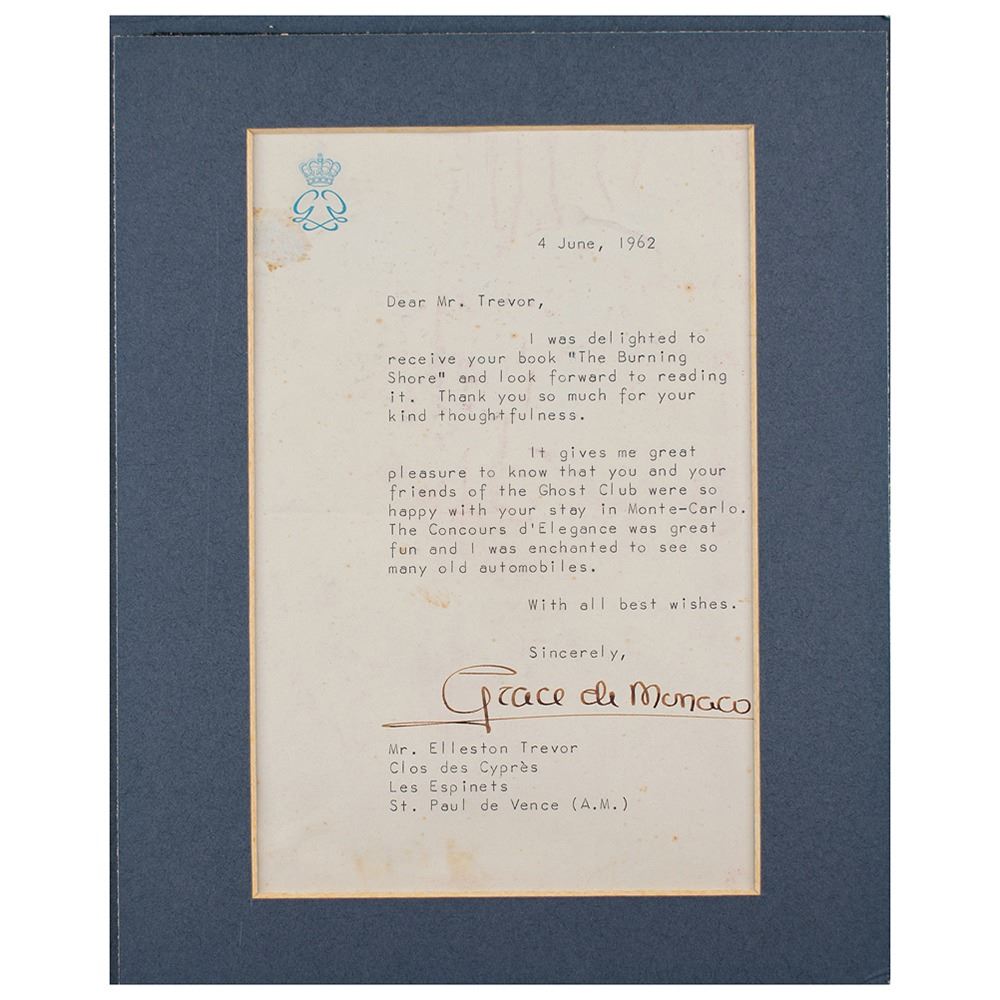 4 June, 1962
Dear Mr. Trevor,
I was delighted to
receive your book "The Burning
Shore" and look forward to reading
it. Thank you so much for your
kind thoughtfulness.
It gives me great
pleasure to know that you and your
friends of the Ghost Club were so
happy with your stay in Monte-Carlo.
The Concours d'Elegance was great
fun and I was enchanted to see so
many old automobiles.
With all best wishes.
Sincerely,
Grace de Monaco
Mr. Elleston Trevor
Clos des Cyprès
Les Espinets
St. Paul de Vence (A.M.)